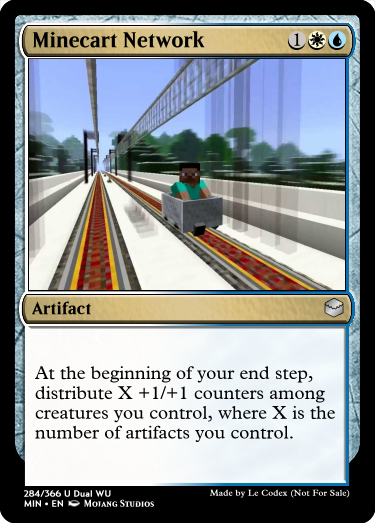 Minecart Network 1
Artifact
At the beginning of your end step,
distribute X +1/+1 counters among
creatures you control, where X is the
number of artifacts you control.
284/366 U Dual WU
MIN • EN Mojang Studios
Made by Le Codex (Not For Sale)